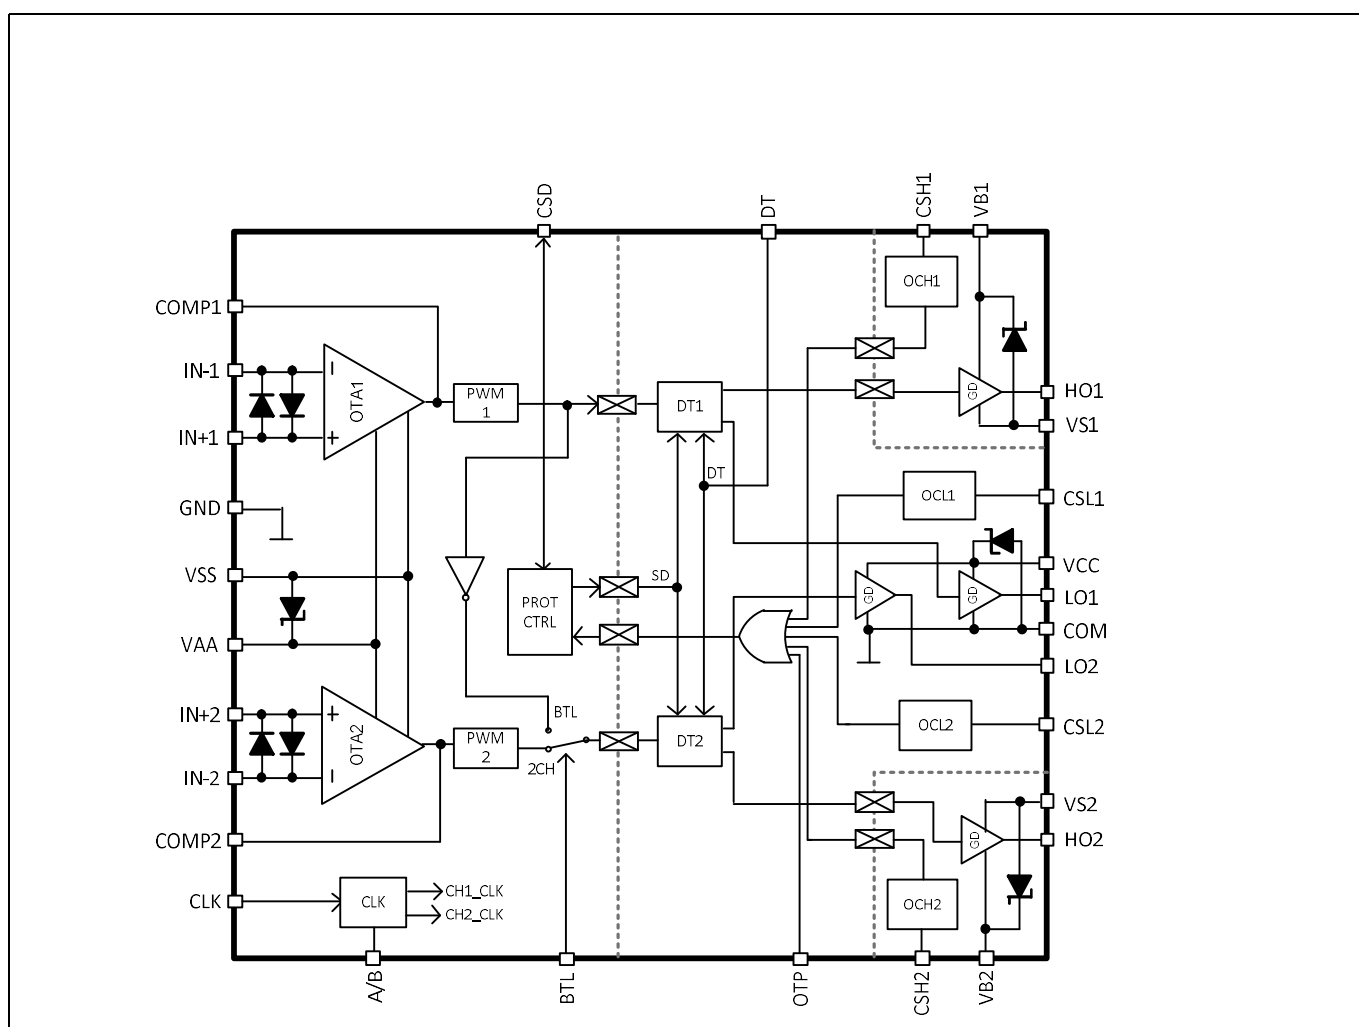 CSD
DT
CSH1
VB1
COMP1
OCH1
IN-1
OTA1
PWM
1
DT1
GD
HO1
IN+1
VS1
DT
OCL1
CSL1
GND
VCC
VSS
SD
PROT
CTRL
GD
GD
LO1
COM
VAA
LO2
IN+2
BTL
OTA2
PWM
2
2CH
DT2
OCL2
CSL2
IN-2
VS2
COMP2
GD
HO2
CLK
CLK
CH1_CLK
CH2_CLK
OCH2
A/B
BTL
OTP
CSH2
VB2